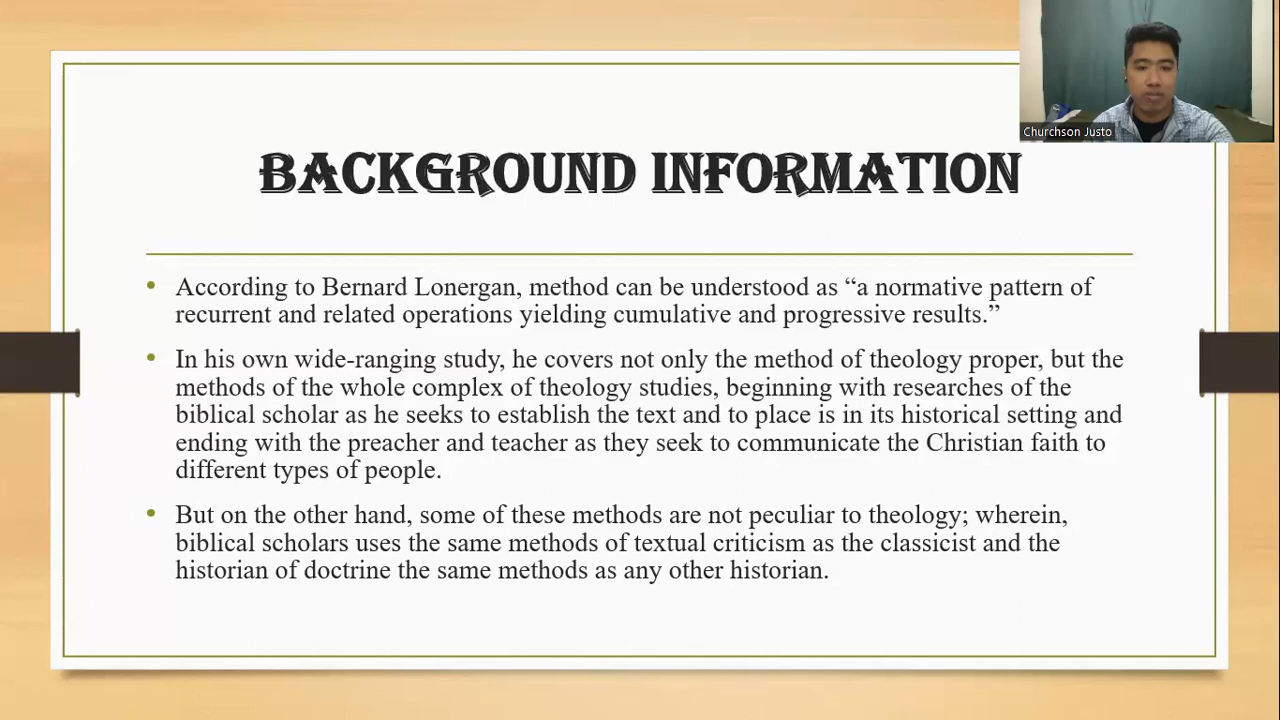 Churchson Justo
BACKGROUND INFORMATION
• According to Bernard Lonergan, method can be understood as “a normative pattern of
recurrent and related operations yielding cumulative and progressive results.”
• In his own wide-ranging study, he covers not only the method of theology proper, but the
methods of the whole complex of theology studies, beginning with researches of the
biblical scholar as he seeks to establish the text and to place is in its historical setting and
ending with the preacher and teacher as they seek to communicate the Christian faith to
different types of people.
• But on the other hand, some of these methods are not peculiar to theology; wherein,
biblical scholars uses the same methods of textual criticism as the classicist and the
historian of doctrine the same methods as any other historian.